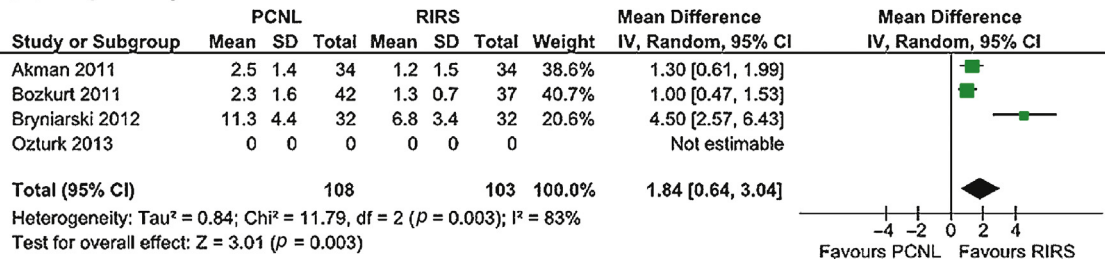 PCNL RIRS Mean Difference Mean Difference
Study or Subgroup Mean SD Total Mean SD Total Weight IV, Random, 95% CI IV, Random, 95% CI
Akman 2011 2.5 1.4 34 1.2 1.5 34 38.6% 1.30 [0.61, 1.99]
Bozkurt 2011 2.3 1.6 42 1.3 0.7 37 40.7% 1.00 [0.47, 1.53]
Bryniarski 2012 11.3 4.4 32 6.8 3.4 32 20.6% 4.50 [2.57, 6.43]
Ozturk 2013 0 0 0 0 0 0 Not estimable
Total (95% CI) 108 103 100.0% 1.84 [0.64, 3.04]
Heterogeneity: Tau² = 0.84; Chi² = 11.79, df = 2 (p = 0.003); I² = 83%
Test for overall effect: Z = 3.01 (p = 0.003)
−4 −2 0 2 4
Favours PCNL Favours RIRS